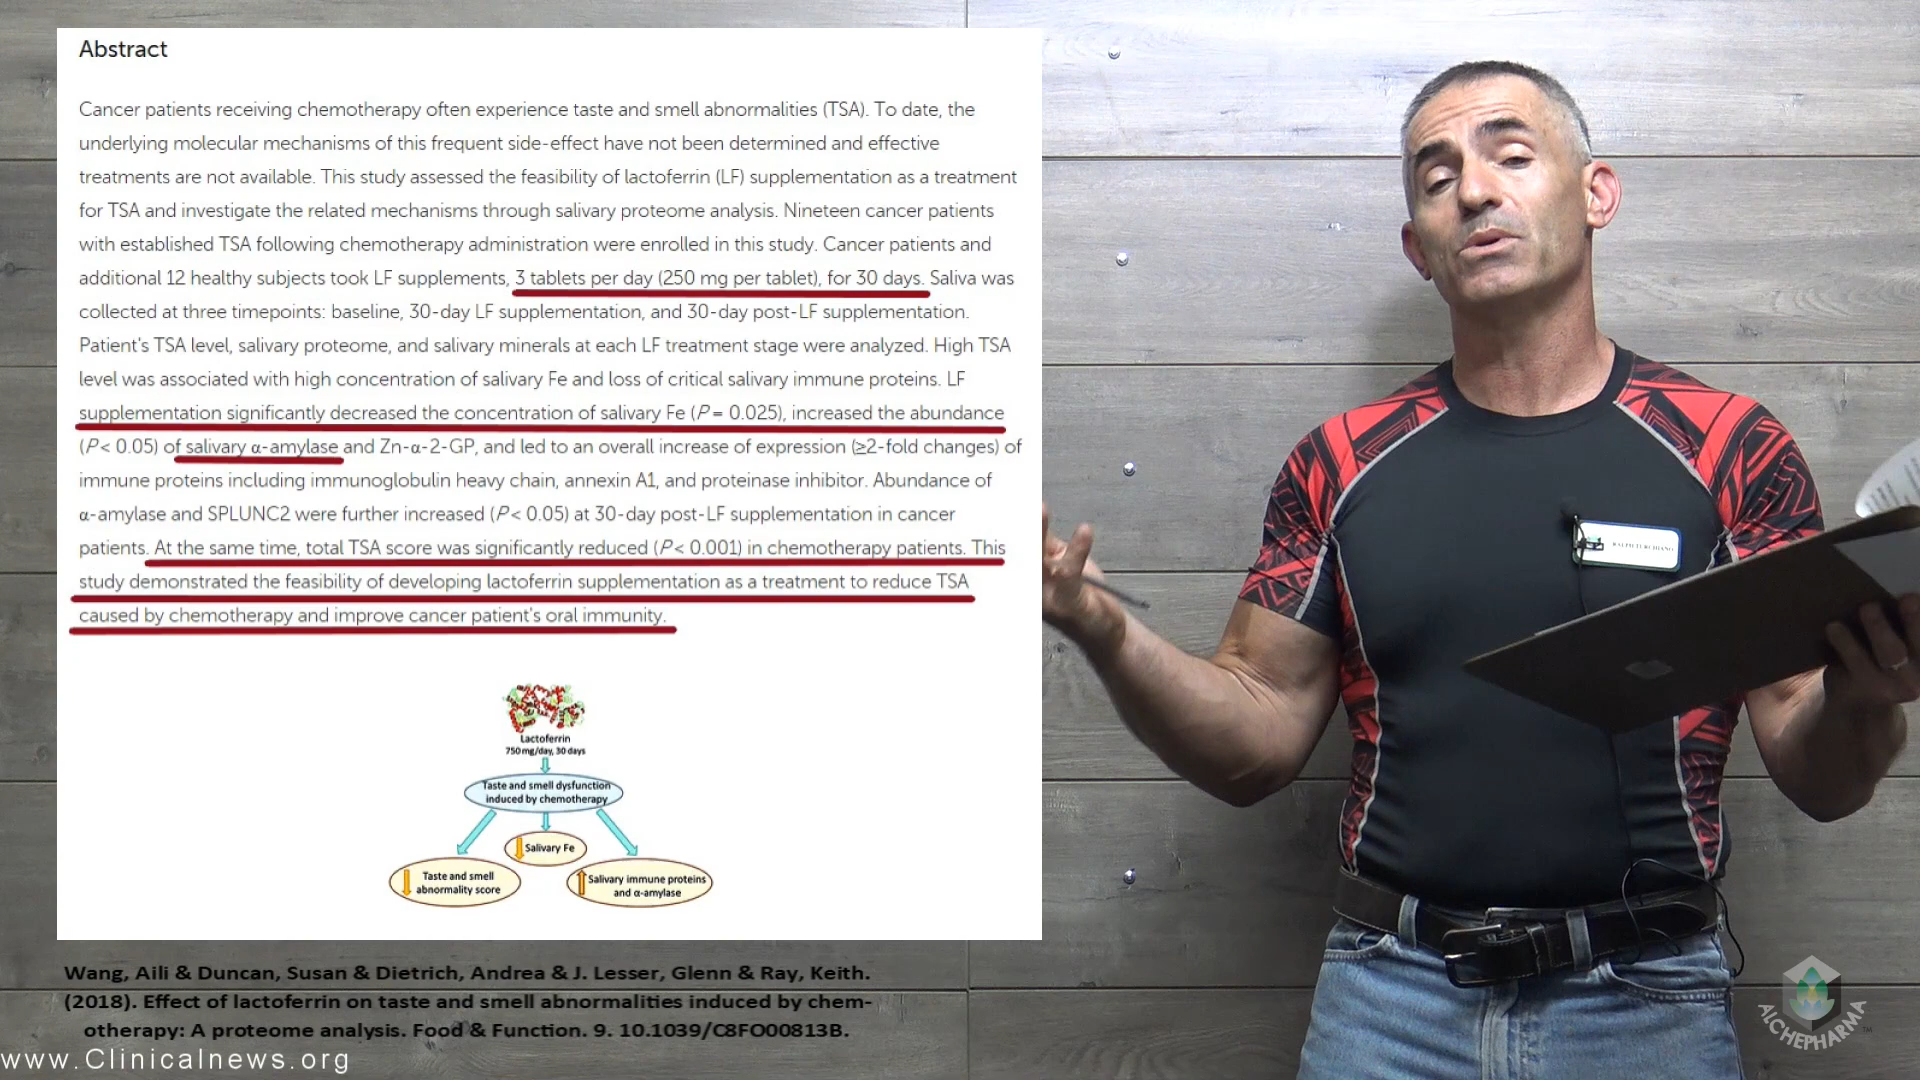 Abstract
Cancer patients receiving chemotherapy often experience taste and smell abnormalities (TSA). To date, the
underlying molecular mechanisms of this frequent side-effect have not been determined and effective
treatments are not available. This study assessed the feasibility of lactoferrin (LF) supplementation as a treatment
for TSA and investigate the related mechanisms through salivary proteome analysis. Nineteen cancer patients
with established TSA following chemotherapy administration were enrolled in this study. Cancer patients and
additional 12 healthy subjects took LF supplements, 3 tablets per day (250 mg per tablet), for 30 days. Saliva was
collected at three timepoints: baseline, 30-day LF supplementation, and 30-day post-LF supplementation.
Patient's TSA level, salivary proteome, and salivary minerals at each LF treatment stage were analyzed. High TSA
level was associated with high concentration of salivary Fe and loss of critical salivary immune proteins. LF
supplementation significantly decreased the concentration of salivary Fe (P = 0.025), increased the abundance
(P < 0.05) of salivary α-amylase and Zn-α-2-GP, and led to an overall increase of expression (≥2-fold changes) of
immune proteins including immunoglobulin heavy chain, annexin A1, and proteinase inhibitor. Abundance of
α-amylase and SPLUNC2 were further increased (P < 0.05) at 30-day post-LF supplementation in cancer
patients. At the same time, total TSA score was significantly reduced (P < 0.001) in chemotherapy patients. This
study demonstrated the feasibility of developing lactoferrin supplementation as a treatment to reduce TSA
caused by chemotherapy and improve cancer patient's oral immunity.
Lactoferrin
750 mg/day, 30 days
Taste and smell dysfunction
induced by chemotherapy
Salivary Fe
Taste and smell
abnormality score
Salivary immune proteins
and α-amylase
Wang, Aili & Duncan, Susan & Dietrich, Andrea & J. Lesser, Glenn & Ray, Keith.
(2018). Effect of lactoferrin on taste and smell abnormalities induced by chem-
otherapy: A proteome analysis. Food & Function. 9. 10.1039/C8FO00813B.
www.Clinicalnews.org
ALCHEPHARMA TM